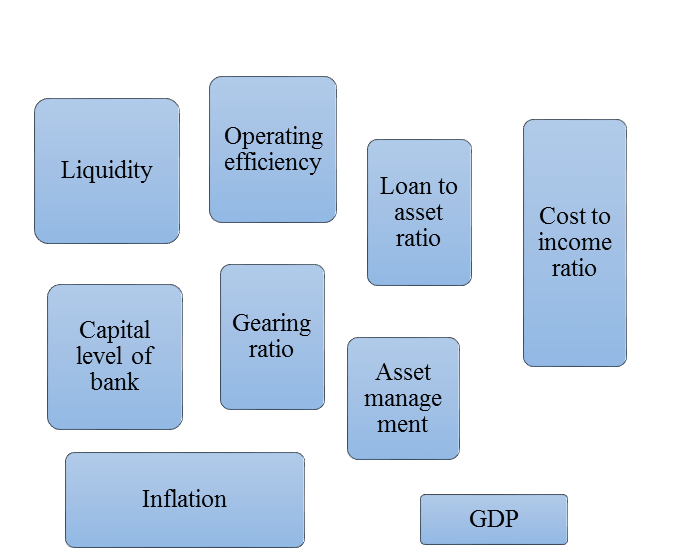 Liquidity
Operating
efficiency
Loan to
asset
ratio
Cost to
income
ratio
Capital
level of
bank
Gearing
ratio
Asset
manage
ment
Inflation
GDP